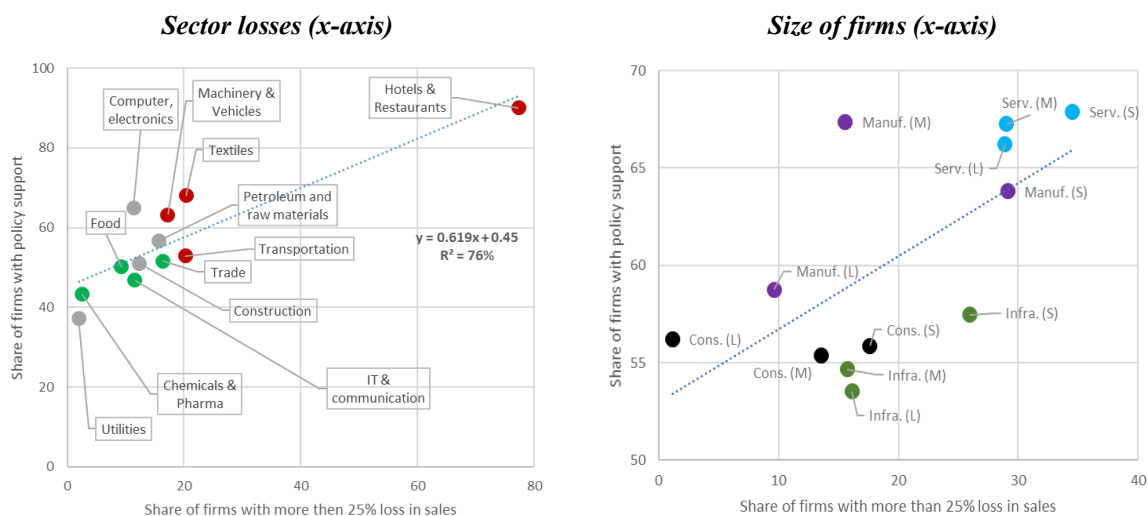 Sector losses (x-axis)
Share of firms with policy support
100
80
60
40
20
0
0
20
40
60
80
Share of firms with more then 25% loss in sales
Computer,
electronics
Machinery &
Vehicles
Hotels &
Restaurants
Textiles
Petroleum and
raw materials
Food
y = 0.619x + 0.45
R² = 76%
Transportation
Trade
Construction
IT &
communication
Chemicals &
Pharma
Utilities
Size of firms (x-axis)
Share of firms with policy support
70
65
60
55
50
0
10
20
30
40
Share of firms with more than 25% loss in sales
Manuf. (M)
Serv. (M)
Serv. (S)
Serv. (L)
Manuf. (S)
Manuf. (L)
Infra. (S)
Cons. (L)
Cons. (S)
Cons. (M)
Infra. (M)
Infra. (L)